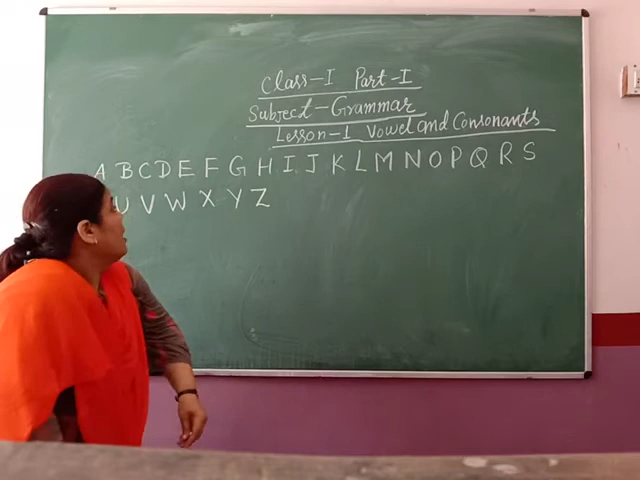 Class-I Part-I
Subject-Grammar
Lesson-1 Vowel and Consonants
A B C D E F G H I J K L M N O P Q R S
U V W X Y Z